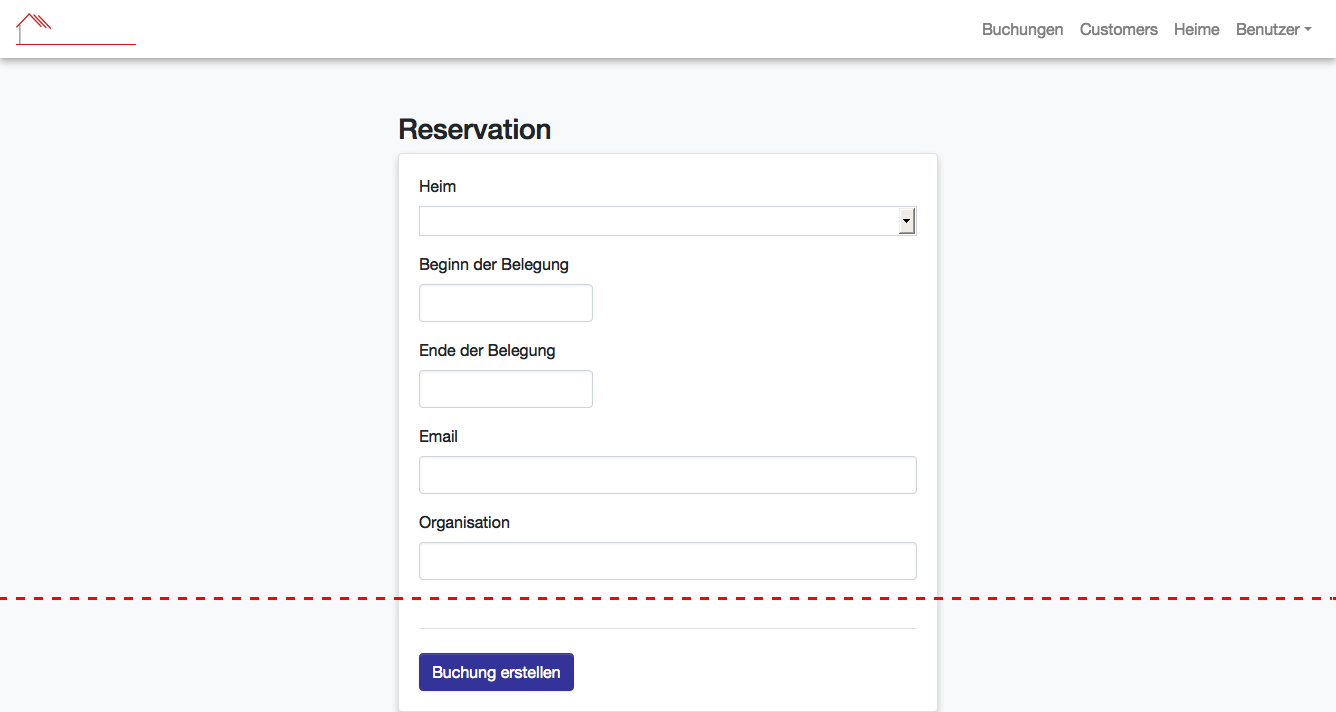 Buchungen Customers Heime Benutzer
Reservation
Heim
Beginn der Belegung
Ende der Belegung
Email
Organisation
Buchung erstellen